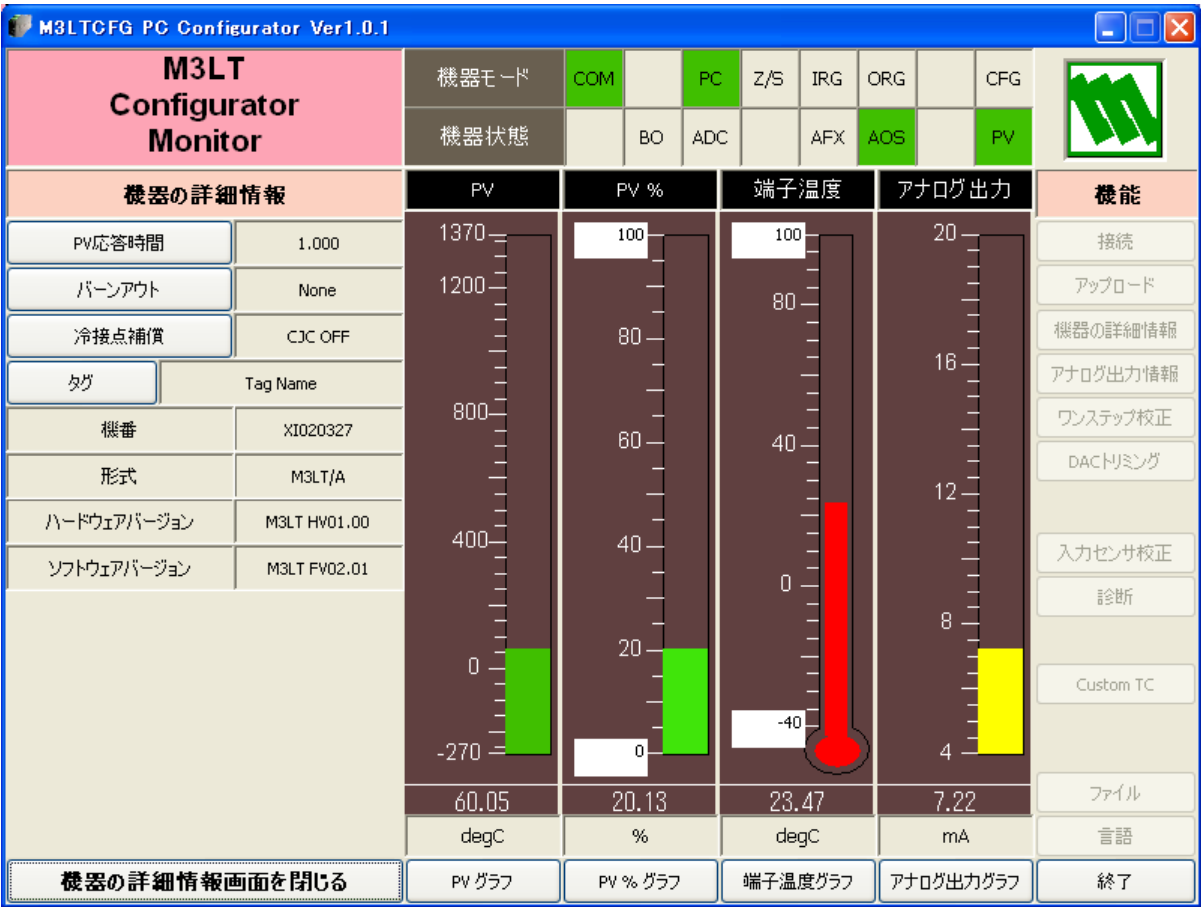 M3LTCFG PC Configurator Ver1.0.1
M3LT
Configurator
Monitor
機器モード COM PC Z/S IRG ORG CFG
機器状態 BO ADC AFX AOS PV
機器の詳細情報
PV応答時間 1.000
バーンアウト None
冷接点補償 CJC OFF
タグ Tag Name
機番 XI020327
形式 M3LT/A
ハードウェアバージョン M3LT HV01.00
ソフトウェアバージョン M3LT FV02.01
機器の詳細情報画面を閉じる
PV
1370
1200
800
400
0
-270
60.05
degC
PV グラフ
PV %
100
80
60
40
20
0
20.13
%
PV % グラフ
端子温度
100
80
40
0
-40
23.47
degC
端子温度グラフ
アナログ出力
20
16
12
8
4
7.22
mA
アナログ出力グラフ
機能
接続
アップロード
機器の詳細情報
アナログ出力情報
ワンステップ校正
DACトリミング
入力センサ校正
診断
Custom TC
ファイル
言語
終了